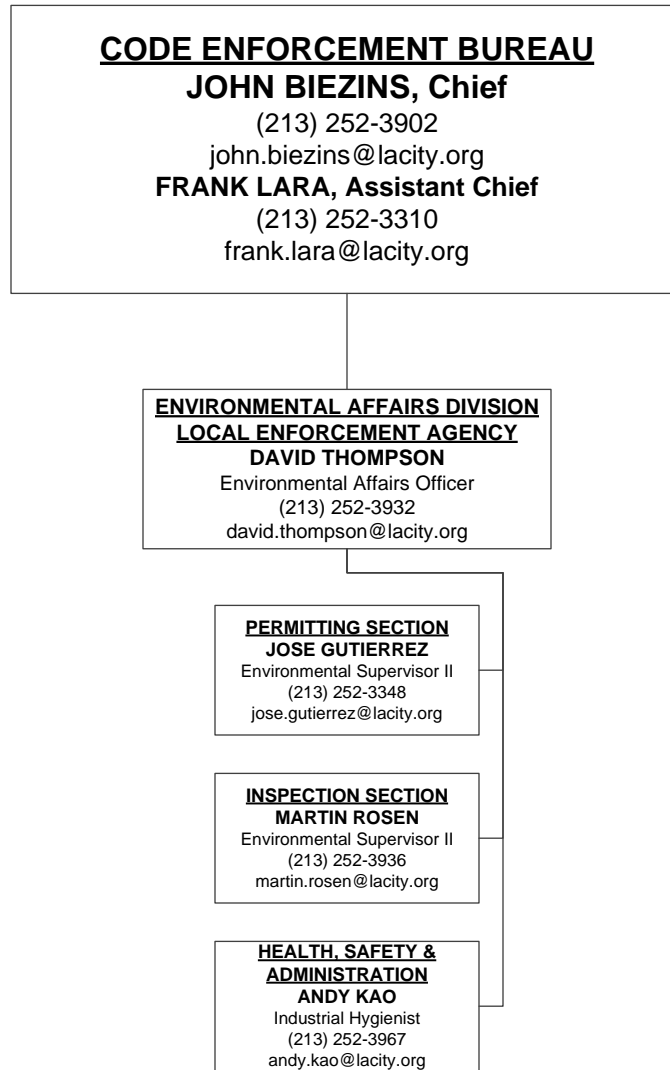 CODE ENFORCEMENT BUREAU
JOHN BIEZINS, Chief
(213) 252-3902
john.biezins@lacity.org
FRANK LARA, Assistant Chief
(213) 252-3310
frank.lara@lacity.org
ENVIRONMENTAL AFFAIRS DIVISION
LOCAL ENFORCEMENT AGENCY
DAVID THOMPSON
Environmental Affairs Officer
(213) 252-3932
david.thompson@lacity.org
PERMITTING SECTION
JOSE GUTIERREZ
Environmental Supervisor II
(213) 252-3348
jose.gutierrez@lacity.org
INSPECTION SECTION
MARTIN ROSEN
Environmental Supervisor II
(213) 252-3936
martin.rosen@lacity.org
HEALTH, SAFETY &
ADMINISTRATION
ANDY KAO
Industrial Hygienist
(213) 252-3967
andy.kao@lacity.org